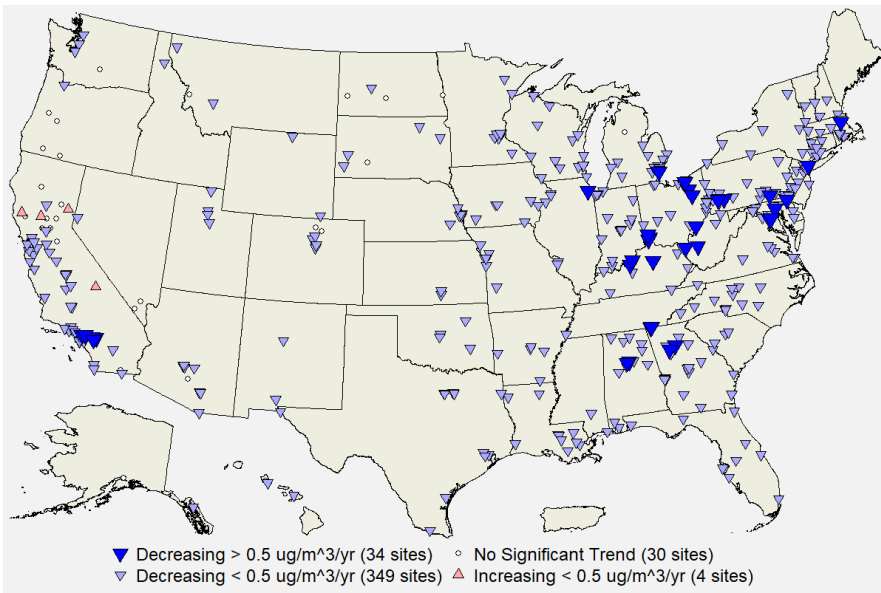 Decreasing > 0.5 ug/m^3/yr (34 sites)
No Significant Trend (30 sites)
Decreasing < 0.5 ug/m^3/yr (349 sites)
Increasing < 0.5 ug/m^3/yr (4 sites)